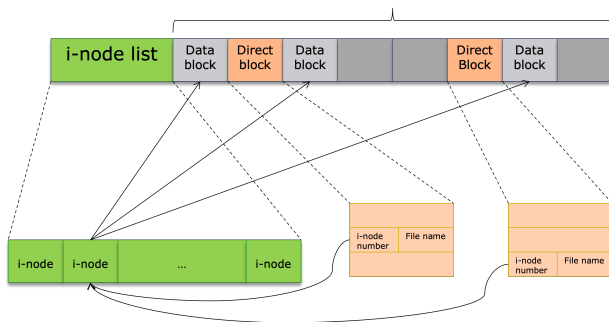 i-node list
Data
block
Direct
block
Data
block
Direct
Block
Data
block
i-node
i-node
...
i-node
i-node
number
File name
i-node
number
File name